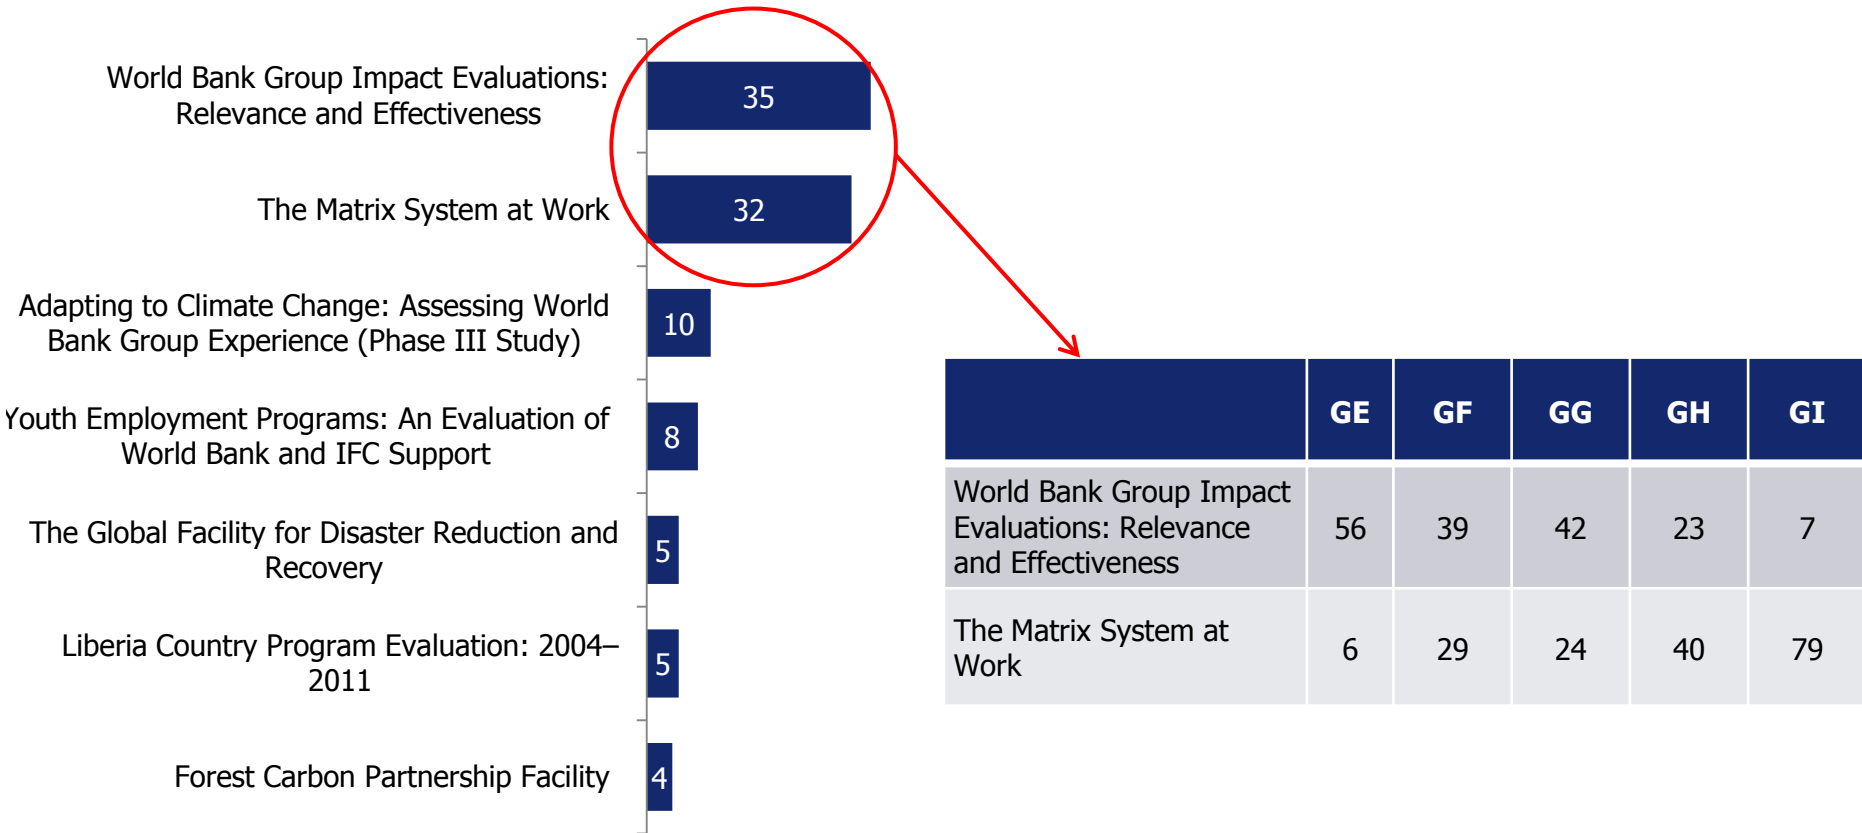 World Bank Group Impact Evaluations:
Relevance and Effectiveness
35
The Matrix System at Work
32
Adapting to Climate Change: Assessing World
Bank Group Experience (Phase III Study)
10
Youth Employment Programs: An Evaluation of
World Bank and IFC Support
8
The Global Facility for Disaster Reduction and
Recovery
5
Liberia Country Program Evaluation: 2004–
2011
5
Forest Carbon Partnership Facility
4
GE GF GG GH GI
World Bank Group Impact
Evaluations: Relevance
and Effectiveness
56 39 42 23 7
The Matrix System at
Work
6 29 24 40 79